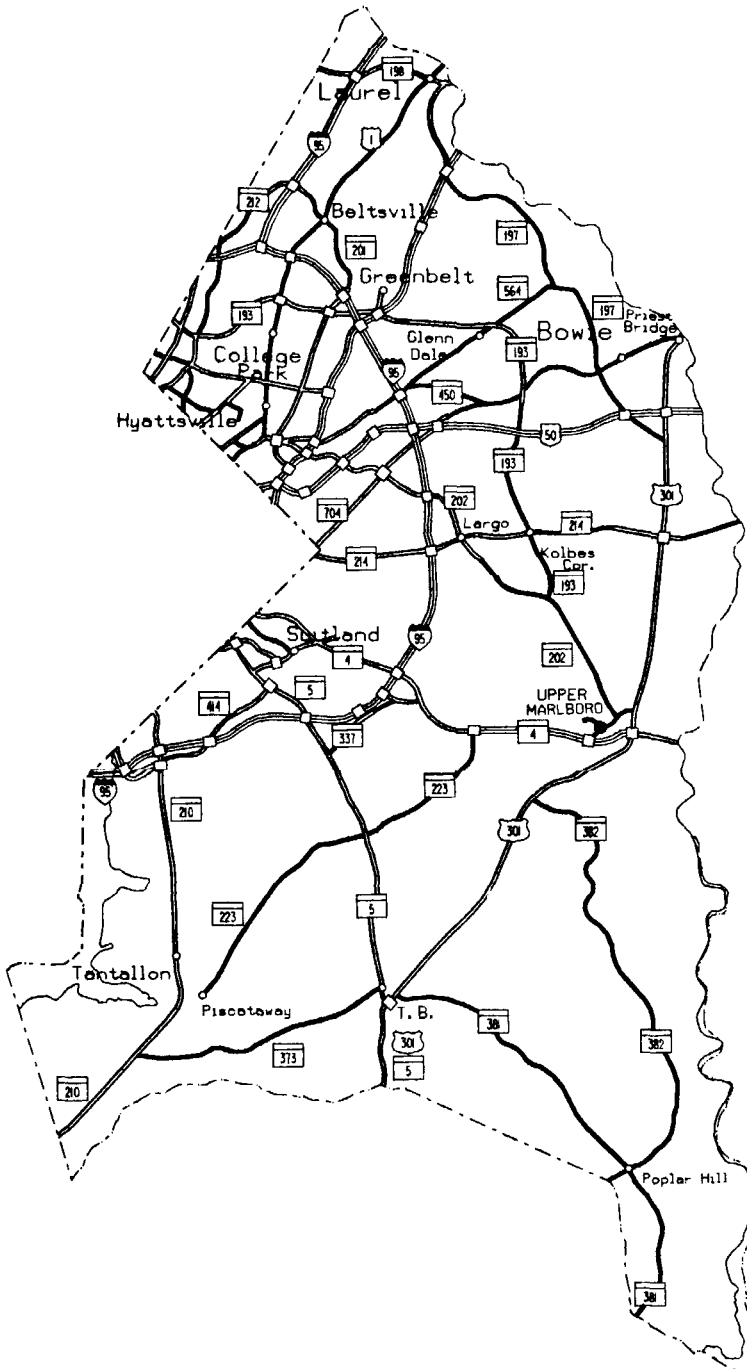 198
Laurel
1
95
212
Beltsville
201
197
Greenbelt
564
193
197
Priest
Bridge
Glenn
Dale
Bowie
College
Park
193
95
450
Hyattsville
50
193
202
301
704
Largo
214
214
Kolbes
Cor.
193
Suitland
95
4
202
5
UPPER
MARLBORO
414
337
4
223
95
210
301
382
5
223
Tantallon
Piscataway
T. B.
381
301
382
373
5
210
Poplar Hill
381